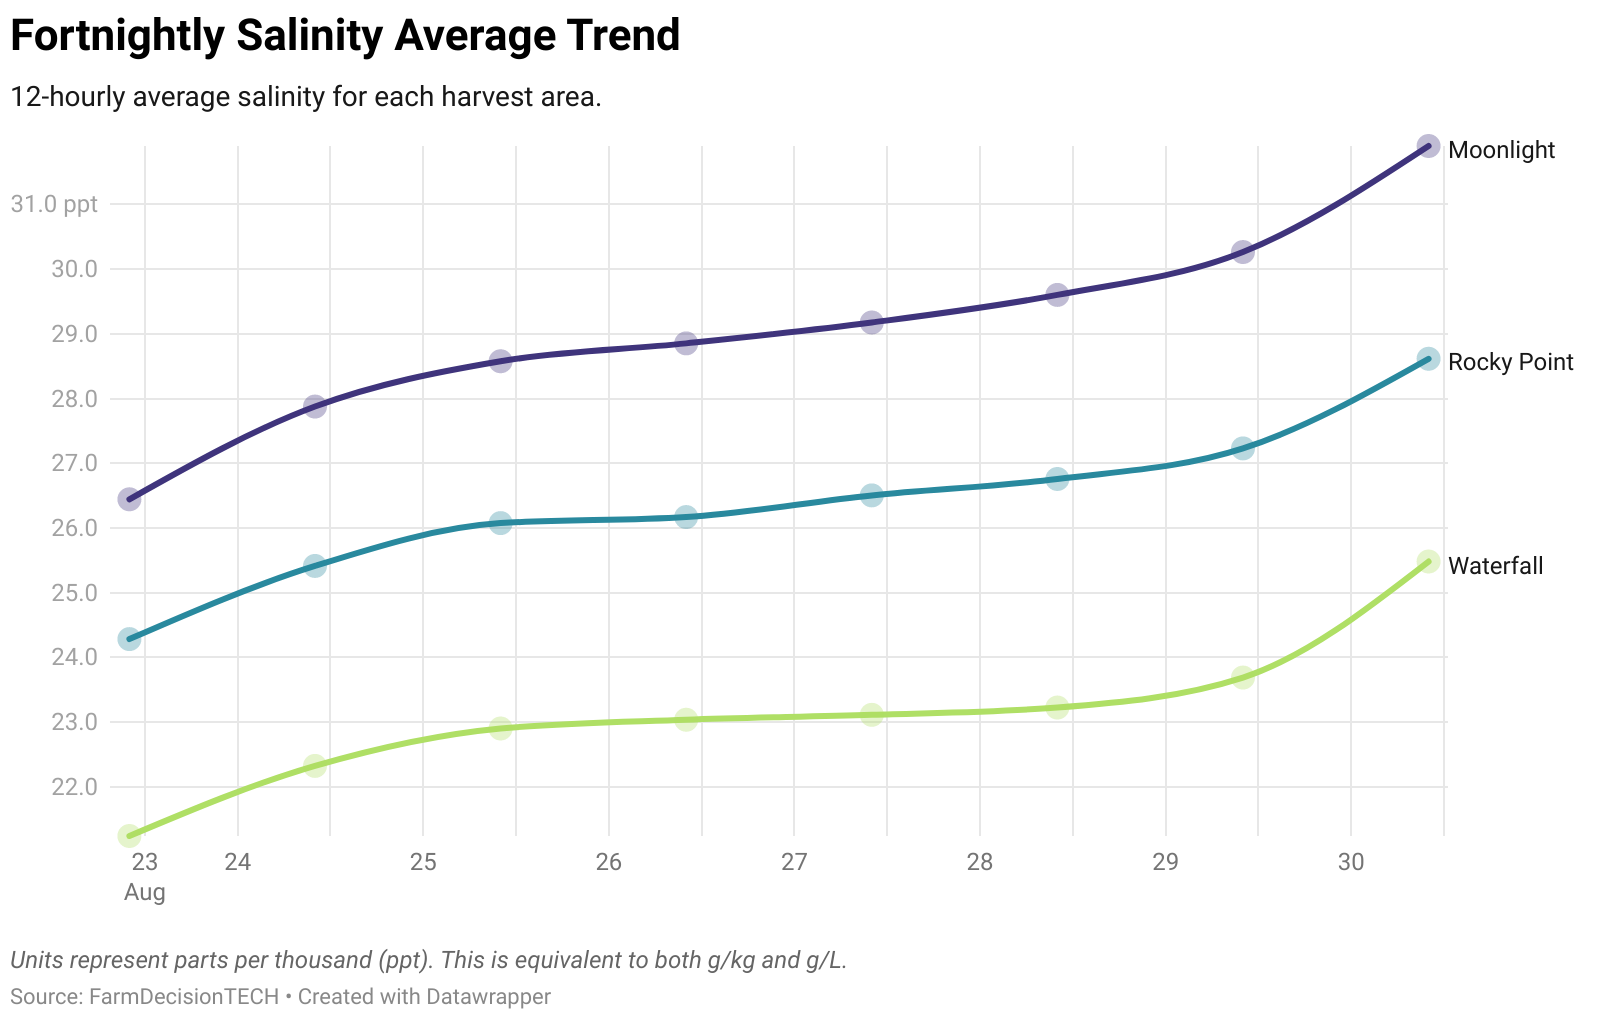 Fortnightly Salinity Average Trend
12-hourly average salinity for each harvest area.
Moonlight
31.0 ppt
30.0
29.0
Rocky Point
28.0
27.0
26.0
Waterfall
25.0
24.0
23.0
22.0
23 24 25 26 27 28 29 30
Aug
Units represent parts per thousand (ppt). This is equivalent to both g/kg and g/L.
Source: FarmDecisionTECH • Created with Datawrapper